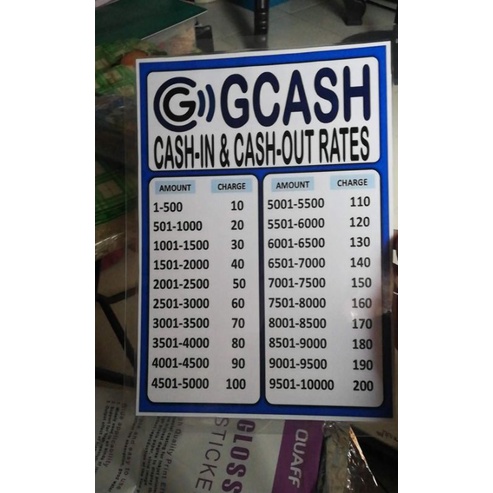 GCASH
CASH-IN & CASH-OUT RATES
AMOUNT CHARGE
1-500 10
501-1000 20
1001-1500 30
1501-2000 40
2001-2500 50
2501-3000 60
3001-3500 70
3501-4000 80
4001-4500 90
4501-5000 100
AMOUNT CHARGE
5001-5500 110
5501-6000 120
6001-6500 130
6501-7000 140
7001-7500 150
7501-8000 160
8001-8500 170
8501-9000 180
9001-9500 190
9501-10000 200
QUAFF
GLOSS
STICKE